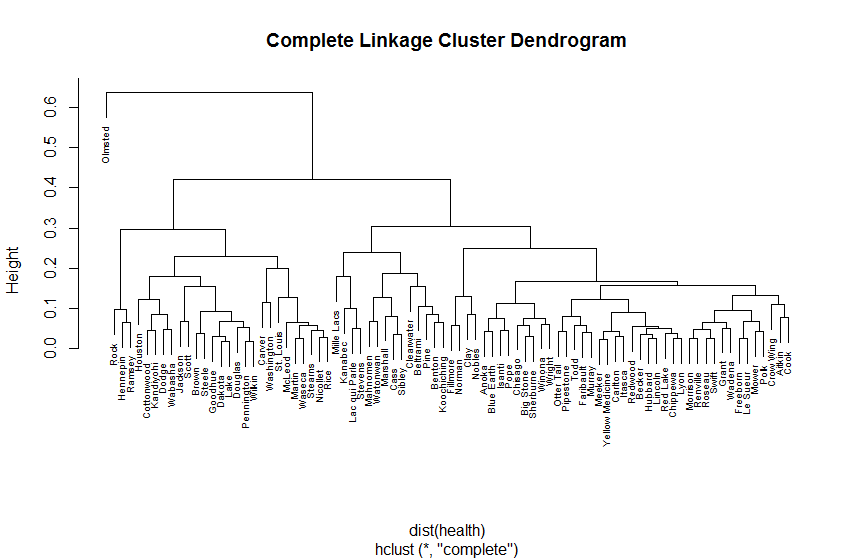 Complete Linkage Cluster Dendrogram
Height
0.0
0.1
0.2
0.3
0.4
0.5
0.6
Olmsted
Rock
Hennepin
Ramsey
Houston
Cottonwood
Kandiyohi
Dodge
Wabasha
Jackson
Scott
Brown
Steele
Goodhue
Dakota
Lake
Douglas
Pennington
Wilkin
Carver
Washington
St. Louis
McLeod
Martin
Waseca
Stearns
Nicollet
Rice
Mille Lacs
Kanabec
Lac qui Parle
Stevens
Mahnomen
Watonwan
Marshall
Cass
Sibley
Clearwater
Beltrami
Pine
Benton
Koochiching
Fillmore
Norman
Clay
Nobles
Anoka
Blue Earth
Isanti
Pope
Chisago
Big Stone
Sherburne
Winona
Wright
Otter Tail
Pipestone
Todd
Faribault
Murray
Meeker
Yellow Medicine
Carlton
Itasca
Redwood
Becker
Hubbard
Lincoln
Red Lake
Chippewa
Lyon
Morrison
Renville
Roseau
Swift
Grant
Wadena
Freeborn
Le Sueur
Mower
Polk
Crow Wing
Aitkin
Cook
dist(health)
hclust (*, "complete")